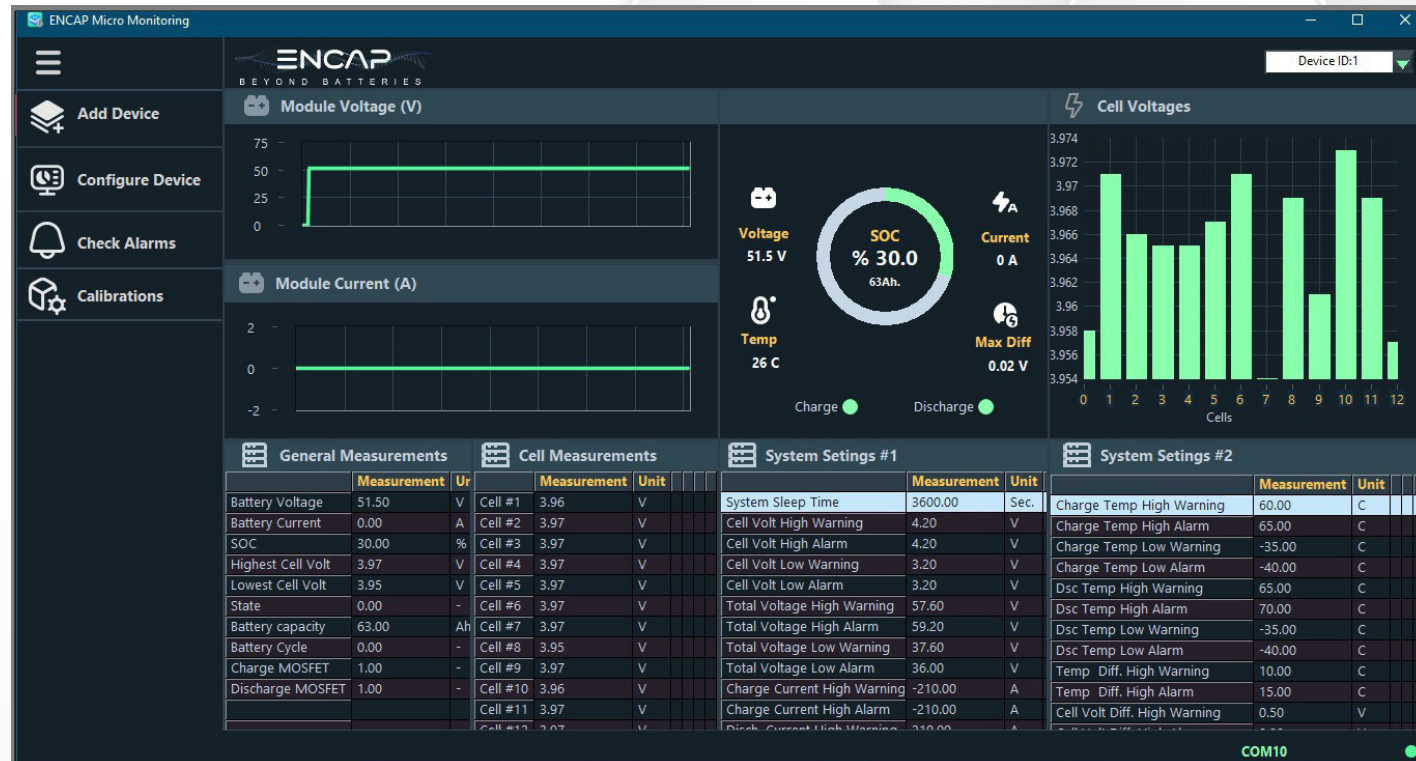 ENCAP Micro Monitoring
ENCAP
BEYOND BATTERIES
Device ID:1
Add Device
Configure Device
Check Alarms
Calibrations
Module Voltage (V)
75
50
25
0
Module Current (A)
2
0
-2
Voltage
51.5 V
SOC
% 30.0
63Ah.
A
Current
0 A
Temp
26 C
Max Diff
0.02 V
Charge
Discharge
Cell Voltages
3.974
3.972
3.97
3.968
3.966
3.964
3.962
3.96
3.958
3.956
3.954
0 1 2 3 4 5 6 7 8 9 10 11 12
Cells
General Measurements
Measurement Ur
Battery Voltage 51.50 V
Battery Current 0.00 A
SOC 30.00 %
Highest Cell Volt 3.97 V
Lowest Cell Volt 3.95 V
State 0.00 -
Battery capacity 63.00 Ah
Battery Cycle 0.00 -
Charge MOSFET 1.00 -
Discharge MOSFET 1.00 -
Cell Measurements
Measurement Unit
Cell #1 3.96 V
Cell #2 3.97 V
Cell #3 3.97 V
Cell #4 3.97 V
Cell #5 3.97 V
Cell #6 3.97 V
Cell #7 3.97 V
Cell #8 3.95 V
Cell #9 3.97 V
Cell #10 3.96 V
Cell #11 3.97 V
Cell #12 3.97 V
System Setings #1
Measurement Unit
System Sleep Time 3600.00 Sec.
Cell Volt High Warning 4.20 V
Cell Volt High Alarm 4.20 V
Cell Volt Low Warning 3.20 V
Cell Volt Low Alarm 3.20 V
Total Voltage High Warning 57.60 V
Total Voltage High Alarm 59.20 V
Total Voltage Low Warning 37.60 V
Total Voltage Low Alarm 36.00 V
Charge Current High Warning -210.00 A
Charge Current High Alarm -210.00 A
Disch. Current High Warning 210.00 A
System Setings #2
Measurement Unit
Charge Temp High Warning 60.00 C
Charge Temp High Alarm 65.00 C
Charge Temp Low Warning -35.00 C
Charge Temp Low Alarm -40.00 C
Dsc Temp High Warning 65.00 C
Dsc Temp High Alarm 70.00 C
Dsc Temp Low Warning -35.00 C
Dsc Temp Low Alarm -40.00 C
Temp Diff. High Warning 10.00 C
Temp Diff. High Alarm 15.00 C
Cell Volt Diff. High Warning 0.50 V
COM10